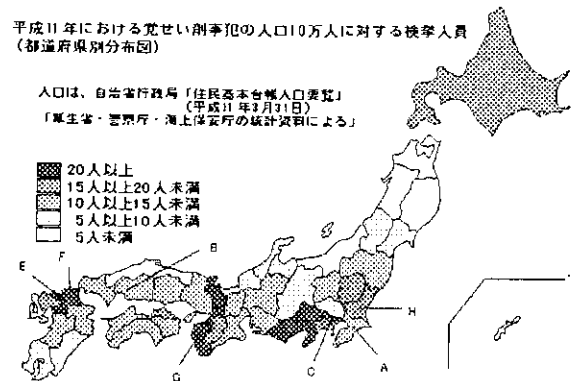 平成11年における覚せい剤事犯の人口10万人に対する検挙人員
(都道府県別分布図)
人口は、自治省行政局「住民基本台帳人口要覧」
(平成11年3月31日)
「厚生省・警察庁・海上保安庁の統計資料による」
20人以上
15人以上20人未満
10人以上15人未満
5人以上10人未満
5人未満
F
B
E
H
G
C
A